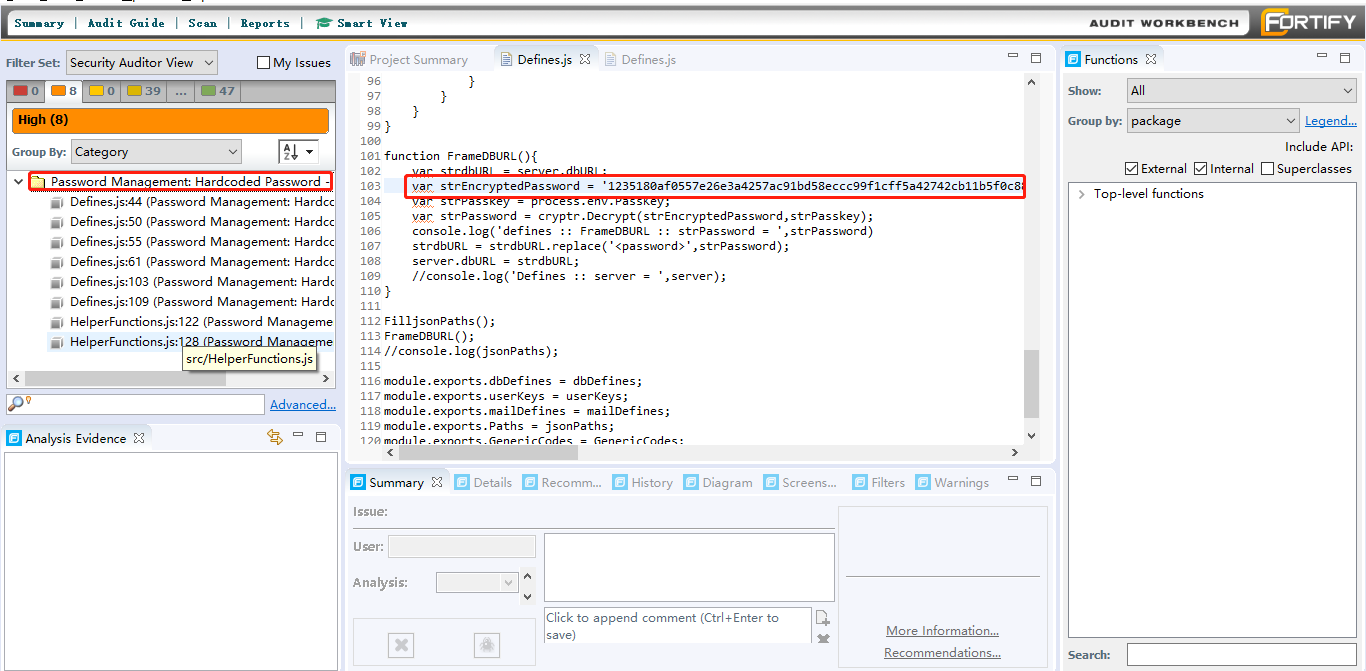 Summary | Audit Guide | Scan | Reports | Smart View
AUDIT WORKBENCH
FORTIFY
Filter Set: Security Auditor View
My Issues
0 8 0 39 ... 47
High (8)
Group By: Category
Password Management: Hardcoded Password -
Defines.js:44 (Password Management: Hardc
Defines.js:50 (Password Management: Hardc
Defines.js:55 (Password Management: Hardc
Defines.js:61 (Password Management: Hardc
Defines.js:103 (Password Management: Hardc
Defines.js:109 (Password Management: Hardc
HelperFunctions.js:122 (Password Manageme
HelperFunctions.js:128 (Password Manageme
src/HelperFunctions.js
Advanced...
Analysis Evidence
Project Summary
Defines.js
Defines.js
96 }
97 }
98 }
99 }
100
101 function FrameDBURL(){
102 var strdbURL = server.dbURL;
103 var strEncryptedPassword = '1235180af0557e26e3a4257ac91bd58eccc99f1cff5a42742cb11b5f0c8
104 var strPasskey = process.env.PassKey;
105 var strPassword = cryptr.Decrypt(strEncryptedPassword,strPasskey);
106 console.log('defines :: FrameDBURL :: strPassword = ',strPassword)
107 strdbURL = strdbURL.replace('<password>',strPassword);
108 server.dbURL = strdbURL;
109 //console.log('Defines :: server = ',server);
110 }
111
112 FilljsonPaths();
113 FrameDBURL();
114 //console.log(jsonPaths);
115
116 module.exports.dbDefines = dbDefines;
117 module.exports.userKeys = userKeys;
118 module.exports.mailDefines = mailDefines;
119 module.exports.Paths = jsonPaths;
120 module.exports.GenericCodes = GenericCodes;
Summary
Details
Recomm...
History
Diagram
Screens...
Filters
Warnings
Issue:
User:
Analysis:
Click to append comment (Ctrl+Enter to
save)
More Information...
Recommendations...
Functions
Show: All
Group by: package
Legend...
Include API:
External Internal Superclasses
Top-level functions
Search: